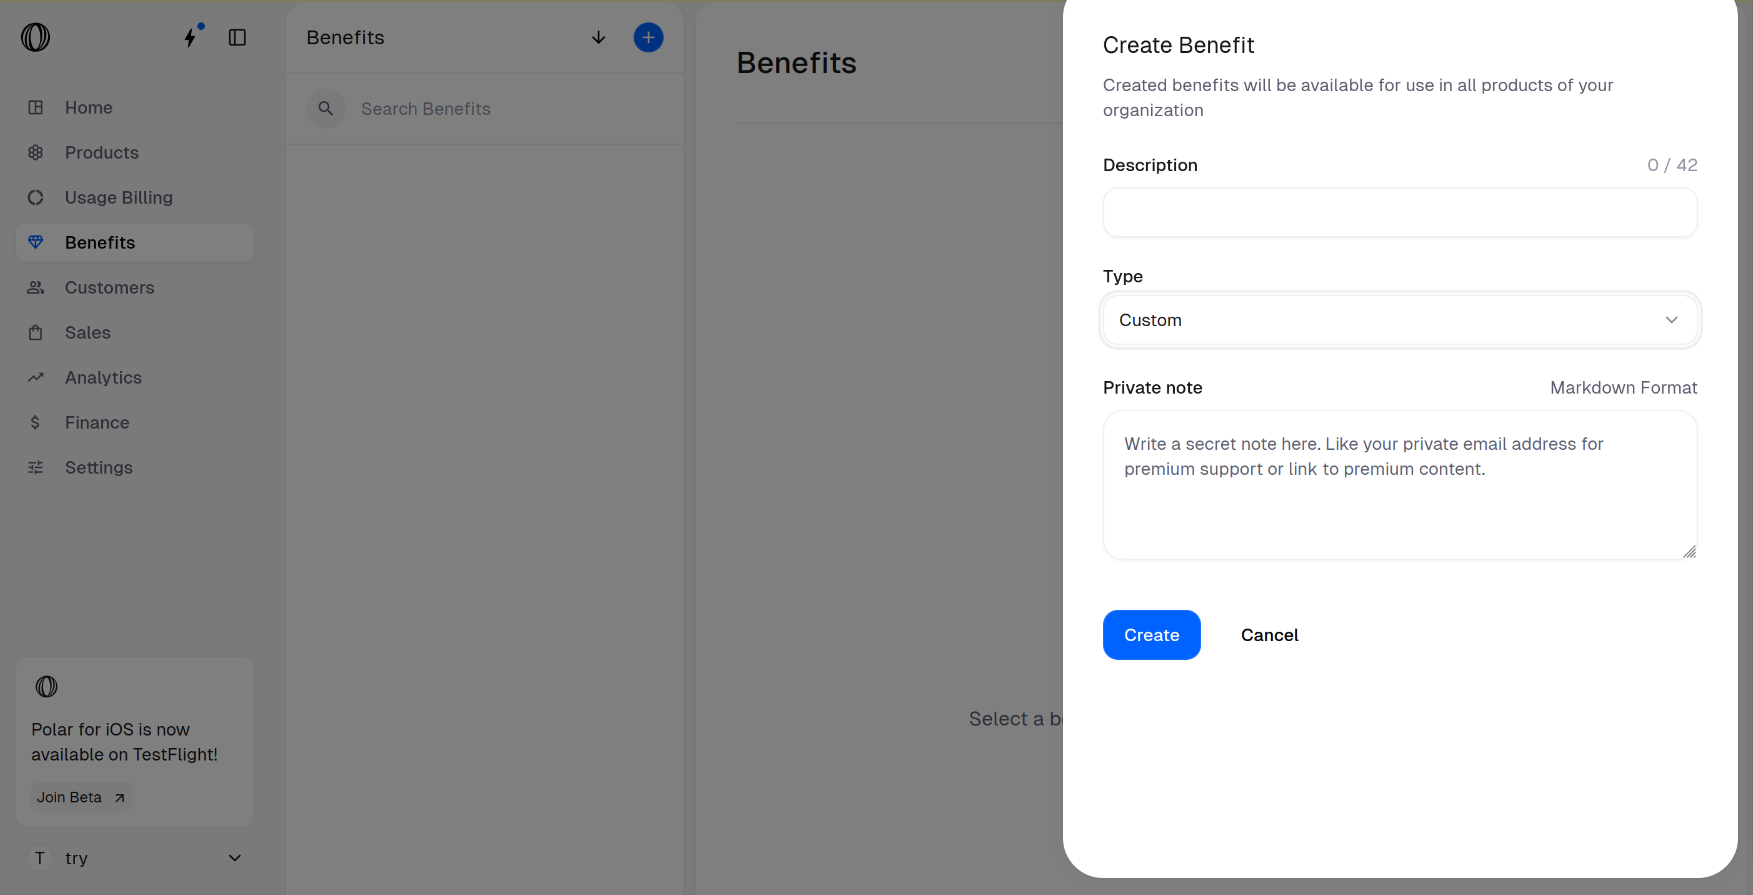 Home
Products
Usage Billing
Benefits
Customers
Sales
Analytics
Finance
Settings
Polar for iOS is now
available on TestFlight!
Join Beta
T
try
Benefits
Search Benefits
Benefits
Select a
Create Benefit
Created benefits will be available for use in all products of your
organization
Description
0 / 42
Type
Custom
Private note
Markdown Format
Write a secret note here. Like your private email address for
premium support or link to premium content.
Create
Cancel